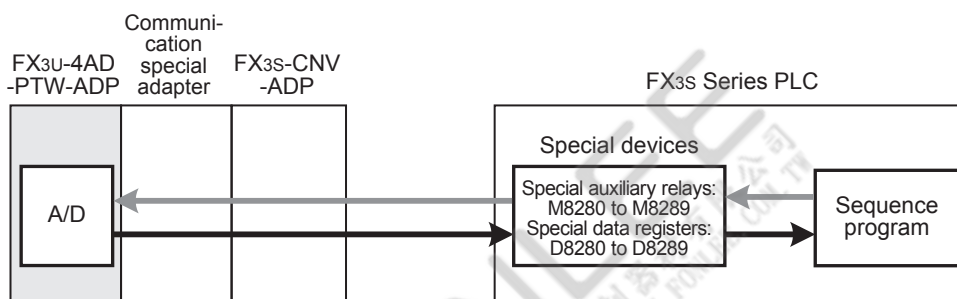 Communi-
cation
special
adapter
FX3U-4AD
-PTW-ADP
FX3S-CNV
-ADP
FX3S Series PLC
A/D
Special devices
Special auxiliary relays:
M8280 to M8289
Special data registers:
D8280 to D8289
Sequence
program